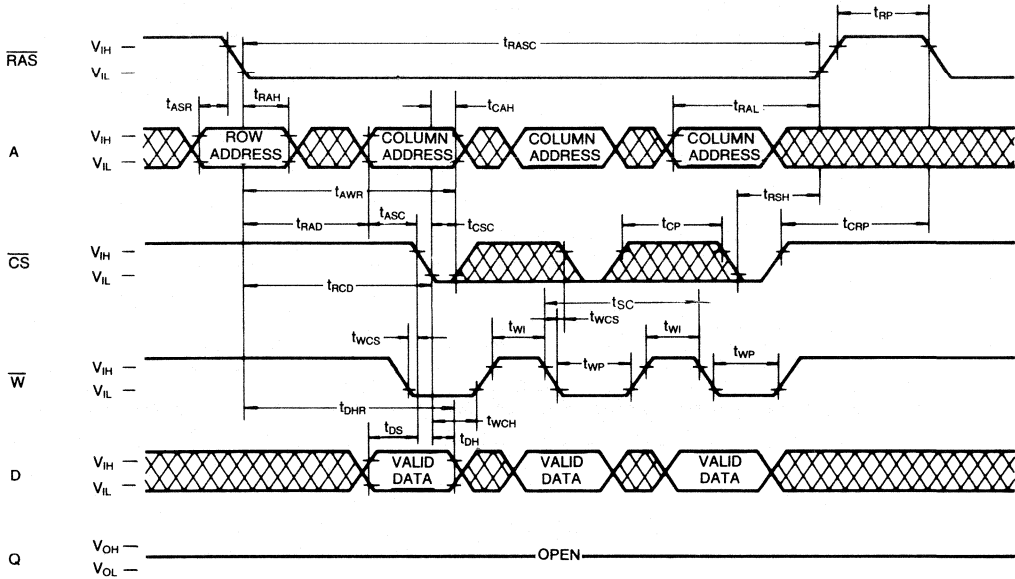 t_RP
RAS V_IH t_RASC
V_IL
t_ASR t_RAH t_CAH t_RAL
A V_IH ROW ADDRESS COLUMN ADDRESS COLUMN ADDRESS COLUMN ADDRESS
V_IL
t_AWR t_RSH
t_RAD t_ASC t_CSC t_CP t_CRP
CS V_IH
V_IL
t_RCD t_SC
t_WCS t_WI t_WCS t_WI
W V_IH t_WP t_WP
V_IL
t_DHR t_WCH
t_DS t_DH
D V_IH VALID DATA VALID DATA VALID DATA
V_IL
Q V_OH OPEN
V_OL